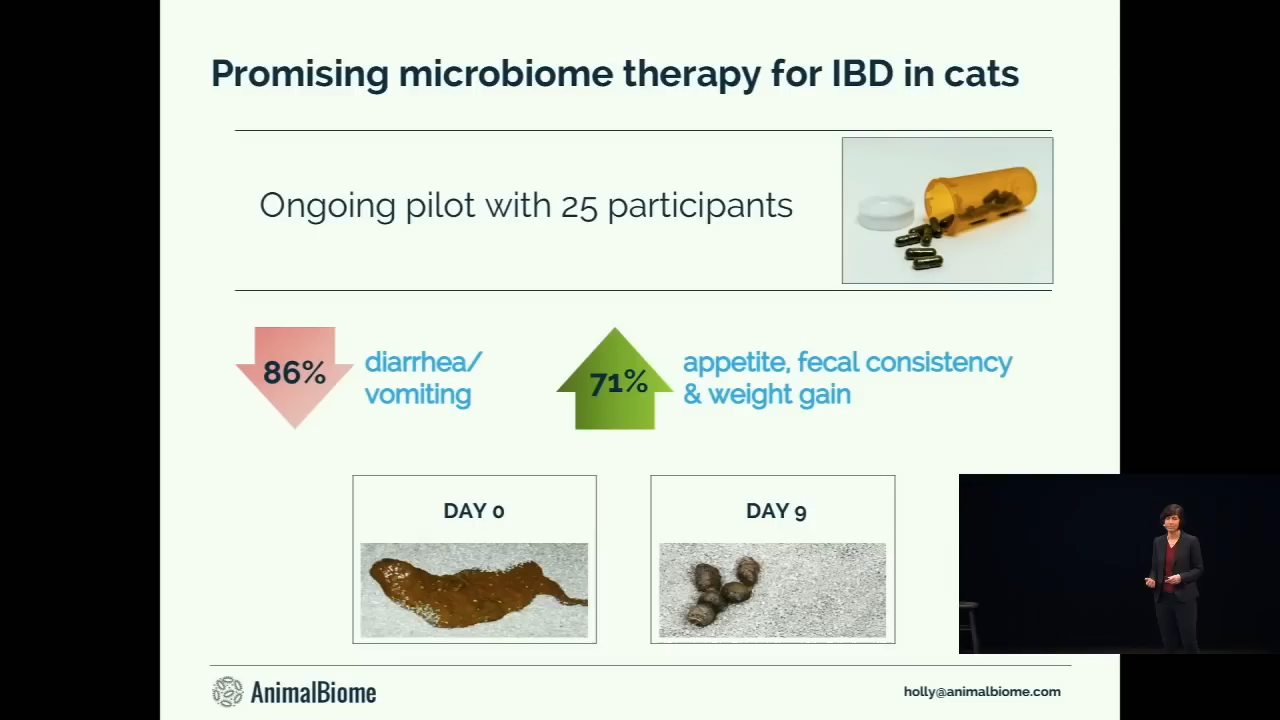 Promising microbiome therapy for IBD in cats
Ongoing pilot with 25 participants
86%
diarrhea/
vomiting
71%
appetite, fecal consistency
& weight gain
DAY 0
DAY 9
AnimalBiome
holly@animalbiome.com